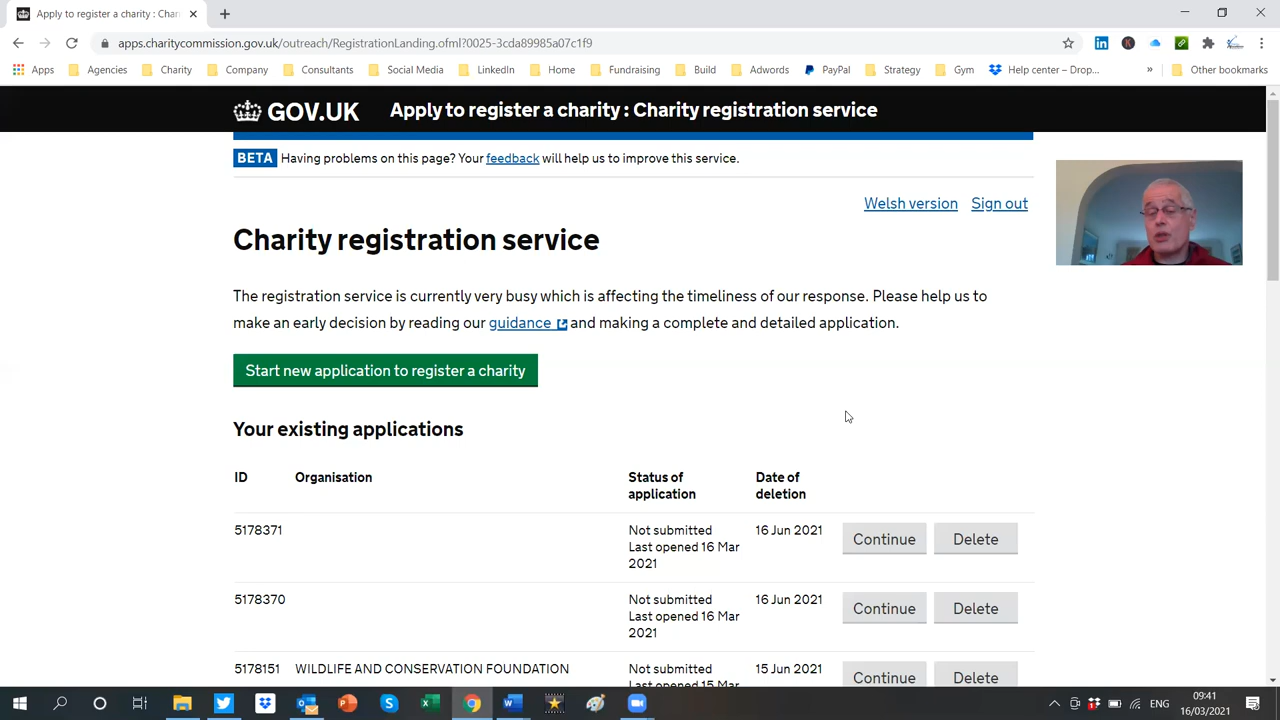 Apply to register a charity : Char
apps.charitycommission.gov.uk/outreach/RegistrationLanding.ofml?0025-3cda89985a07c1f9
Apps Agencies Charity Company Consultants Social Media LinkedIn Home Fundraising Build Adwords PayPal Strategy Gym Help center – Drop... » Other bookmarks
GOV.UK Apply to register a charity : Charity registration service
BETA Having problems on this page? Your feedback will help us to improve this service.
Welsh version Sign out
Charity registration service
The registration service is currently very busy which is affecting the timeliness of our response. Please help us to
make an early decision by reading our guidance and making a complete and detailed application.
Start new application to register a charity
Your existing applications
ID Organisation Status of application Date of deletion
5178371 Not submitted 16 Jun 2021 Continue Delete
Last opened 16 Mar
2021
5178370 Not submitted 16 Jun 2021 Continue Delete
Last opened 16 Mar
2021
5178151 WILDLIFE AND CONSERVATION FOUNDATION Not submitted 15 Jun 2021 Continue Delete
Last opened 15 Mar
ENG 09:41
16/03/2021